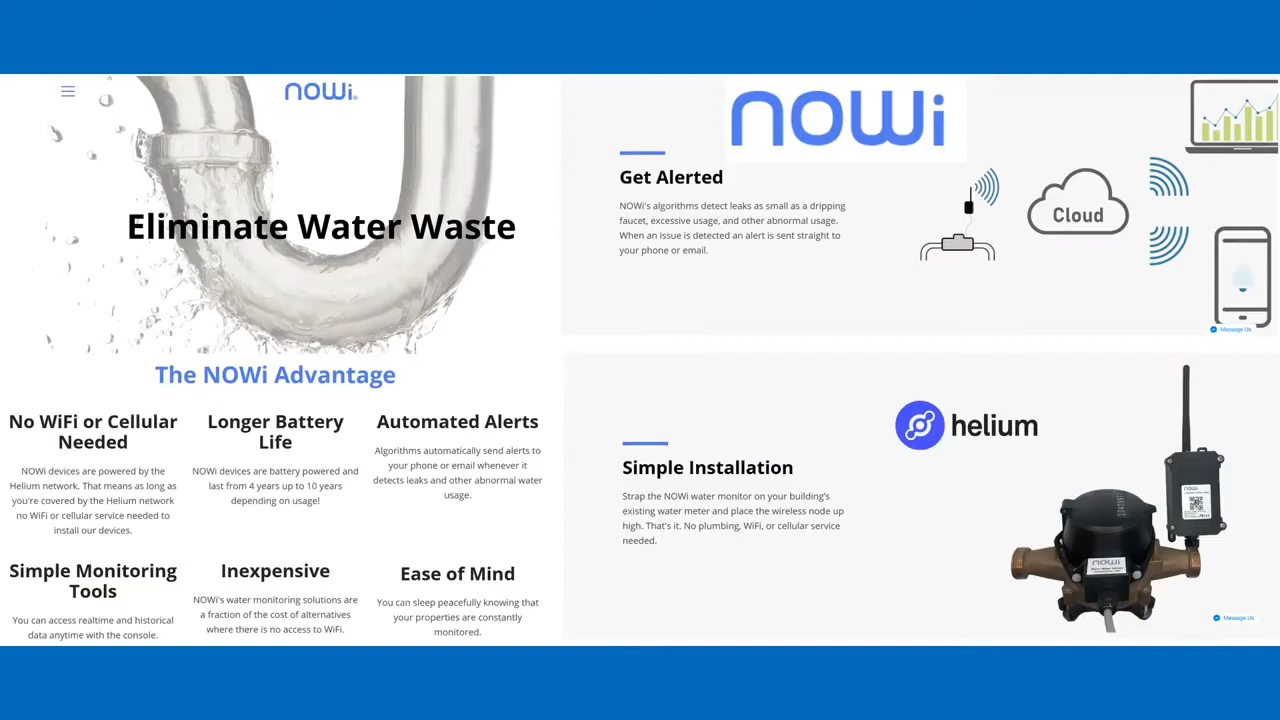 nowi
Eliminate Water Waste
The NOWi Advantage
No WiFi or Cellular
Needed
NOWi devices are powered by the
Helium network. That means as long as
you're covered by the Helium network
no WiFi or cellular service needed to
install our devices.
Longer Battery
Life
NOWi devices are battery powered and
last from 4 years up to 10 years
depending on usage!
Automated Alerts
Algorithms automatically send alerts to
your phone or email whenever it
detects leaks and other abnormal water
usage.
Simple Monitoring
Tools
You can access realtime and historical
data anytime with the console.
Inexpensive
NOWi's water monitoring solutions are
a fraction of the cost of alternatives
where there is no access to WiFi.
Ease of Mind
You can sleep peacefully knowing that
your properties are constantly
monitored.
nowi
Get Alerted
NOWi's algorithms detect leaks as small as a dripping
faucet, excessive usage, and other abnormal usage.
When an issue is detected an alert is sent straight to
your phone or email.
Cloud
Message Us
helium
Simple Installation
Strap the NOWi water monitor on your building's
existing water meter and place the wireless node up
high. That's it. No plumbing, WiFi, or cellular service
needed.
nowi
nowi
Message Us